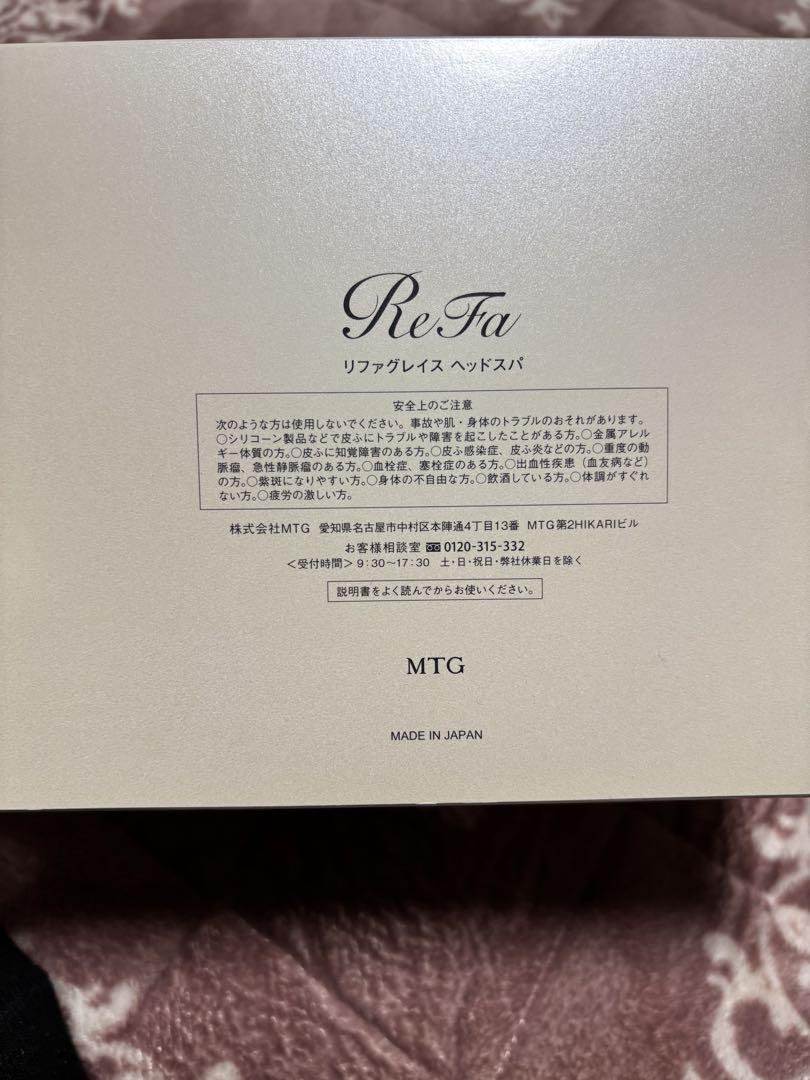 ReFa
リファグレイス ヘッドスパ
安全上のご注意
次のような方は使用しないでください。事故や肌・身体のトラブルのおそれがあります。
○シリコーン製品などで皮ふにトラブルや障害を起こしたことがある方。○金属アレル
ギー体質の方。○皮ふに知覚障害のある方。○皮ふ感染症、皮ふ炎などの方。○重度の動
脈瘤、急性静脈瘤のある方。○血栓症、塞栓症のある方。○出血性疾患（血友病など）
の方。○紫斑になりやすい方。○身体の不自由な方。○飲酒している方。○体調がすぐれ
ない方。○疲労の激しい方。
株式会社MTG 愛知県名古屋市中村区本陣通4丁目13番 MTG第2HIKARIビル
お客様相談室 0120-315-332
＜受付時間＞9:30～17:30 土・日・祝日・弊社休業日を除く
説明書をよく読んでからお使いください。
MTG
MADE IN JAPAN